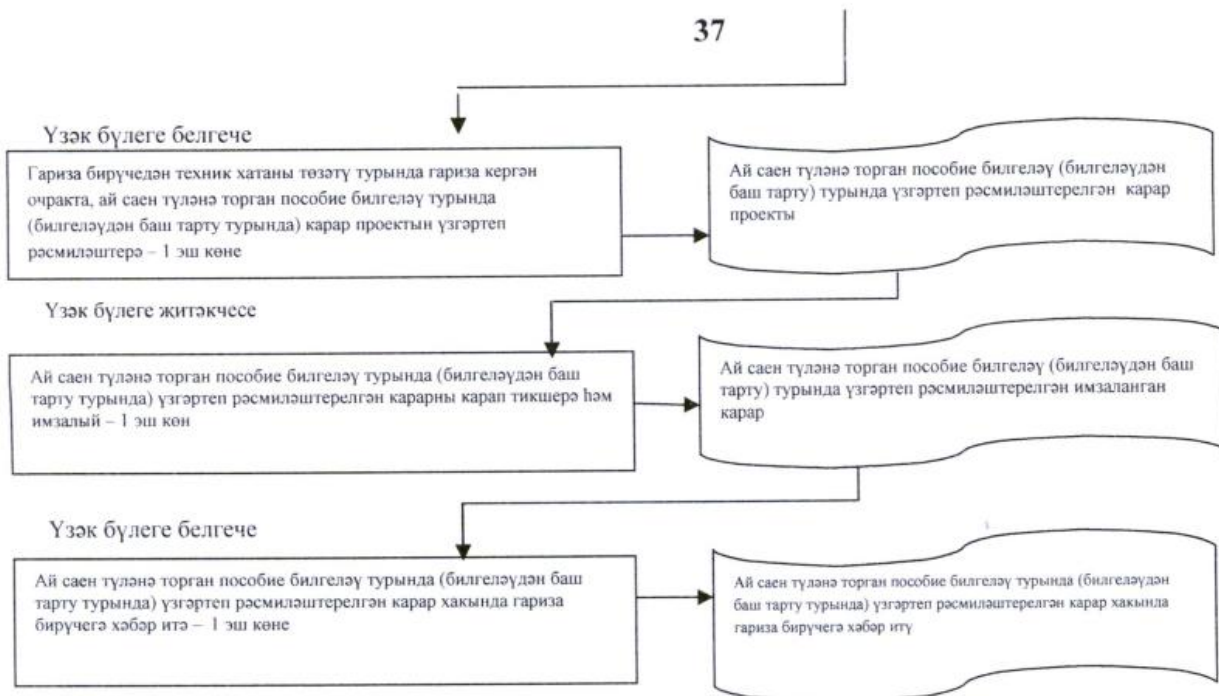 37
Үзәк бүлеге белгече
Гариза бирүчедән техник хатаны төзәтү турында гариза кергән
очракта, ай саен түләнә торган пособие билгеләү турында
(билгеләүдән баш тарту турында) карар проектын үзгәртеп
рәсмиләштерә – 1 эш көне
Ай саен түләнә торган пособие билгеләү (билгеләүдән
баш тарту) турында үзгәртеп рәсмиләштерелгән карар
проекты
Үзәк бүлеге җитәкчесе
Ай саен түләнә торган пособие билгеләү турында (билгеләүдән баш
тарту турында) үзгәртеп рәсмиләштерелгән карарны карап тикшерә һәм
имзалый – 1 эш көн
Ай саен түләнә торган пособие билгеләү (билгеләүдән баш
тарту) турында үзгәртеп рәсмиләштерелгән имзаланган
карар
Үзәк бүлеге белгече
Ай саен түләнә торган пособие билгеләү турында (билгеләүдән баш
тарту турында) үзгәртеп рәсмиләштерелгән карар хакында гариза
бирүчегә хәбәр итә – 1 эш көне
Ай саен түләнә торган пособие билгеләү турында (билгеләүдән
баш тарту турында) үзгәртеп рәсмиләштерелгән карар хакында
гариза бирүчегә хәбәр итү